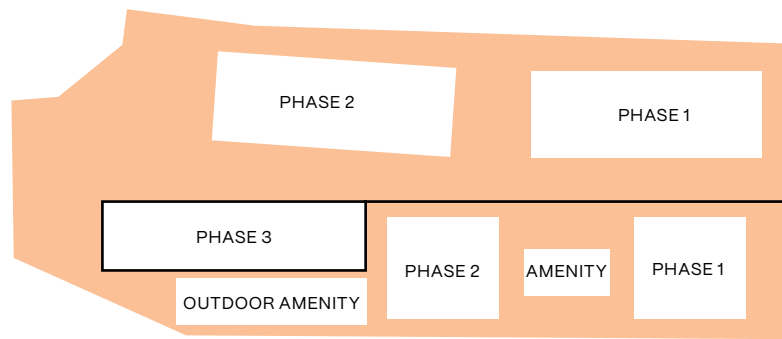 PHASE 2
PHASE 1
PHASE 3
PHASE 2
AMENITY
PHASE 1
OUTDOOR AMENITY